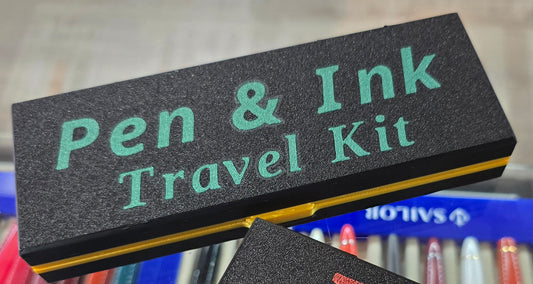 Pen & Ink
Travel Kit
SAILOR